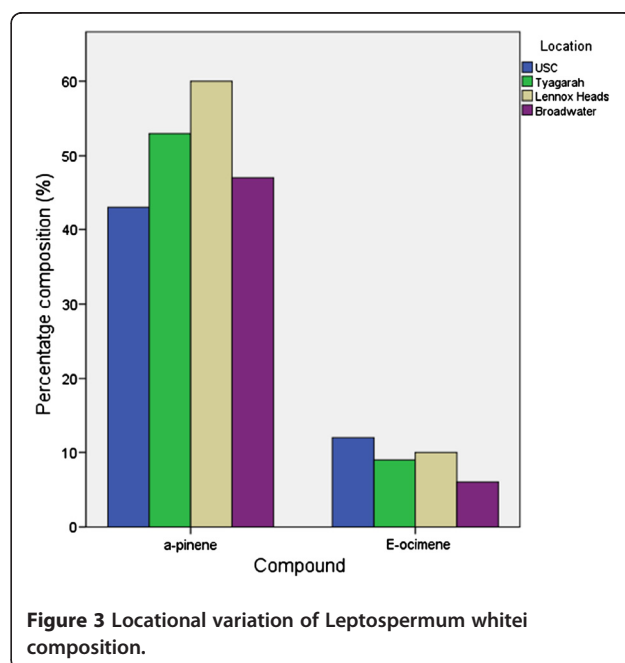 Location
USC
Tyagarah
Lennox Heads
Broadwater
60
50
40
30
20
10
0
Percentatge composition (%)
a-pinene
E-ocimene
Compound
Figure 3 Locational variation of Leptospermum whitei
composition.